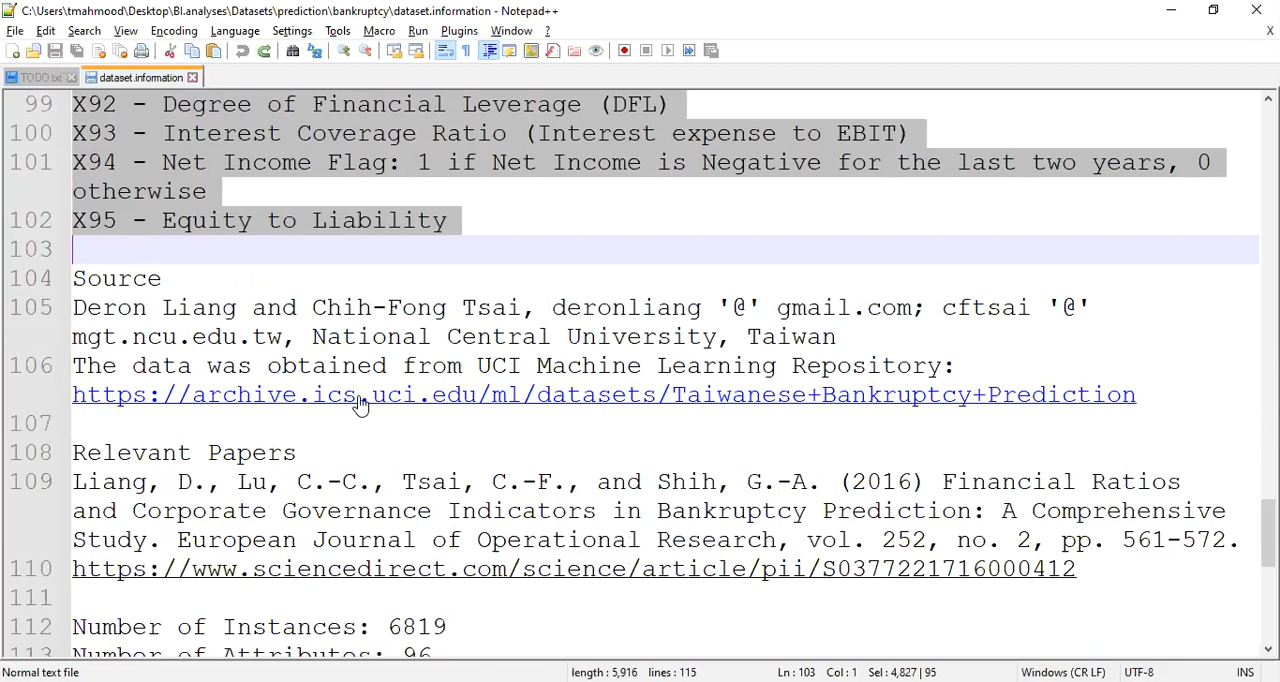 C:\Users\tmahmood\Desktop\BI.analyses\Datasets\prediction\bankruptcy\dataset.information - Notepad++
File Edit Search View Encoding Language Settings Tools Macro Run Plugins Window ? X
TODO.txt dataset.information
99 X92 - Degree of Financial Leverage (DFL)
100 X93 - Interest Coverage Ratio (Interest expense to EBIT)
101 X94 - Net Income Flag: 1 if Net Income is Negative for the last two years, 0
otherwise
102 X95 - Equity to Liability
103
104 Source
105 Deron Liang and Chih-Fong Tsai, deronliang '@' gmail.com; cftsai '@'
mgt.ncu.edu.tw, National Central University, Taiwan
106 The data was obtained from UCI Machine Learning Repository:
https://archive.ics.uci.edu/ml/datasets/Taiwanese+Bankruptcy+Prediction
107
108 Relevant Papers
109 Liang, D., Lu, C.-C., Tsai, C.-F., and Shih, G.-A. (2016) Financial Ratios
and Corporate Governance Indicators in Bankruptcy Prediction: A Comprehensive
Study. European Journal of Operational Research, vol. 252, no. 2, pp. 561-572.
110 https://www.sciencedirect.com/science/article/pii/S0377221716000412
111
112 Number of Instances: 6819
113 Number of Attributes: 96
Normal text file length : 5,916 lines : 115 Ln : 103 Col : 1 Sel : 4,827 | 95 Windows (CR LF) UTF-8 INS